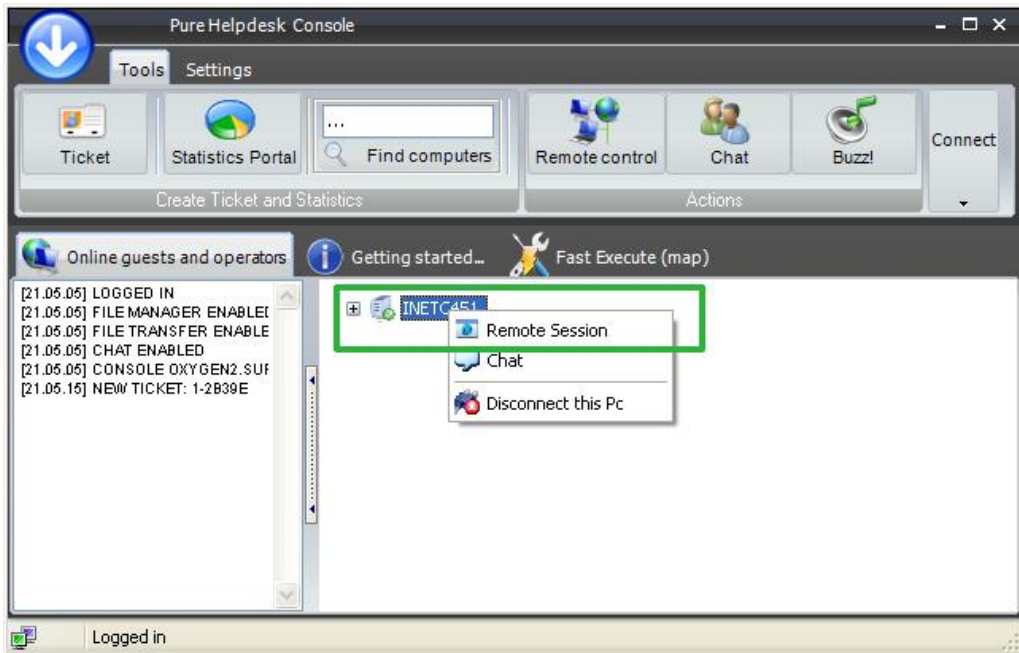 Pure Helpdesk Console
Tools Settings
...
Ticket
Statistics Portal
Find computers
Remote control
Chat
Buzz!
Connect
Create Ticket and Statistics
Actions
Online guests and operators
Getting started...
Fast Execute (map)
[21.05.05] LOGGED IN
[21.05.05] FILE MANAGER ENABLED
[21.05.05] FILE TRANSFER ENABLE
[21.05.05] CHAT ENABLED
[21.05.05] CONSOLE OXYGEN2.SUF
[21.05.15] NEW TICKET: 1-2B39E
INETC451
Remote Session
Chat
Disconnect this Pc
Logged in